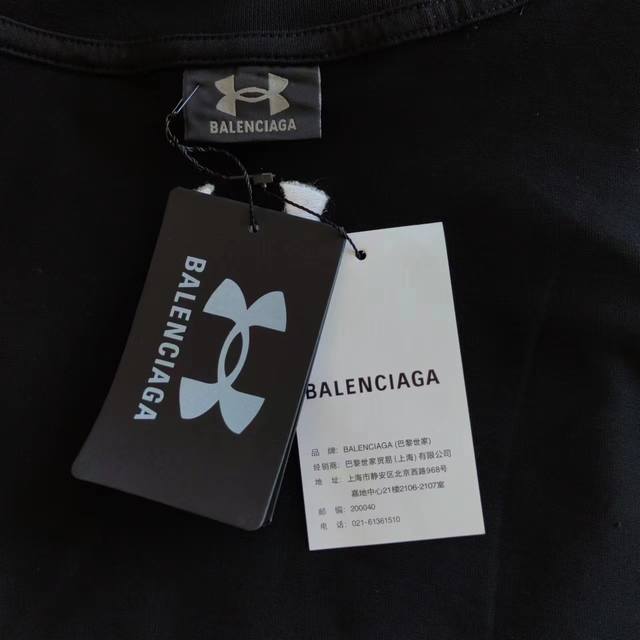 BALENCIAGA
BALENCIAGA
BALENCIAGA
品　牌: BALENCIAGA (巴黎世家)
经销商: 巴黎世家贸易(上海)有限公司
地　址: 上海市静安区北京西路968号
嘉地中心21楼2106-2107室
邮　编: 200040
电　话: 021-61361510